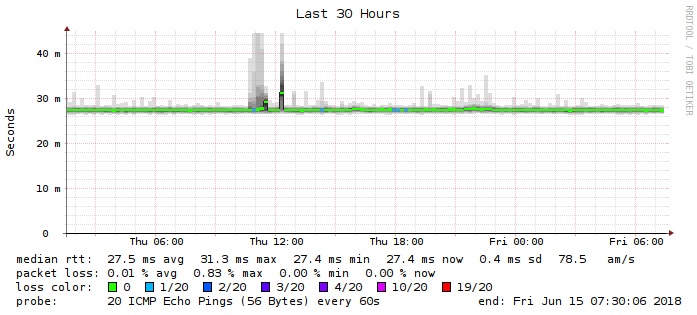 Last 30 Hours
RRDTOOL / TOBI OETIKER
Seconds
40 m
30 m
20 m
10 m
0
Thu 06:00 Thu 12:00 Thu 18:00 Fri 00:00 Fri 06:00
median rtt: 27.5 ms avg 31.3 ms max 27.4 ms min 27.4 ms now 0.4 ms sd 78.5 am/s
packet loss: 0.01 % avg 0.83 % max 0.00 % min 0.00 % now
loss color: 0 1/20 2/20 3/20 4/20 10/20 19/20
probe: 20 ICMP Echo Pings (56 Bytes) every 60s end: Fri Jun 15 07:30:06 2018